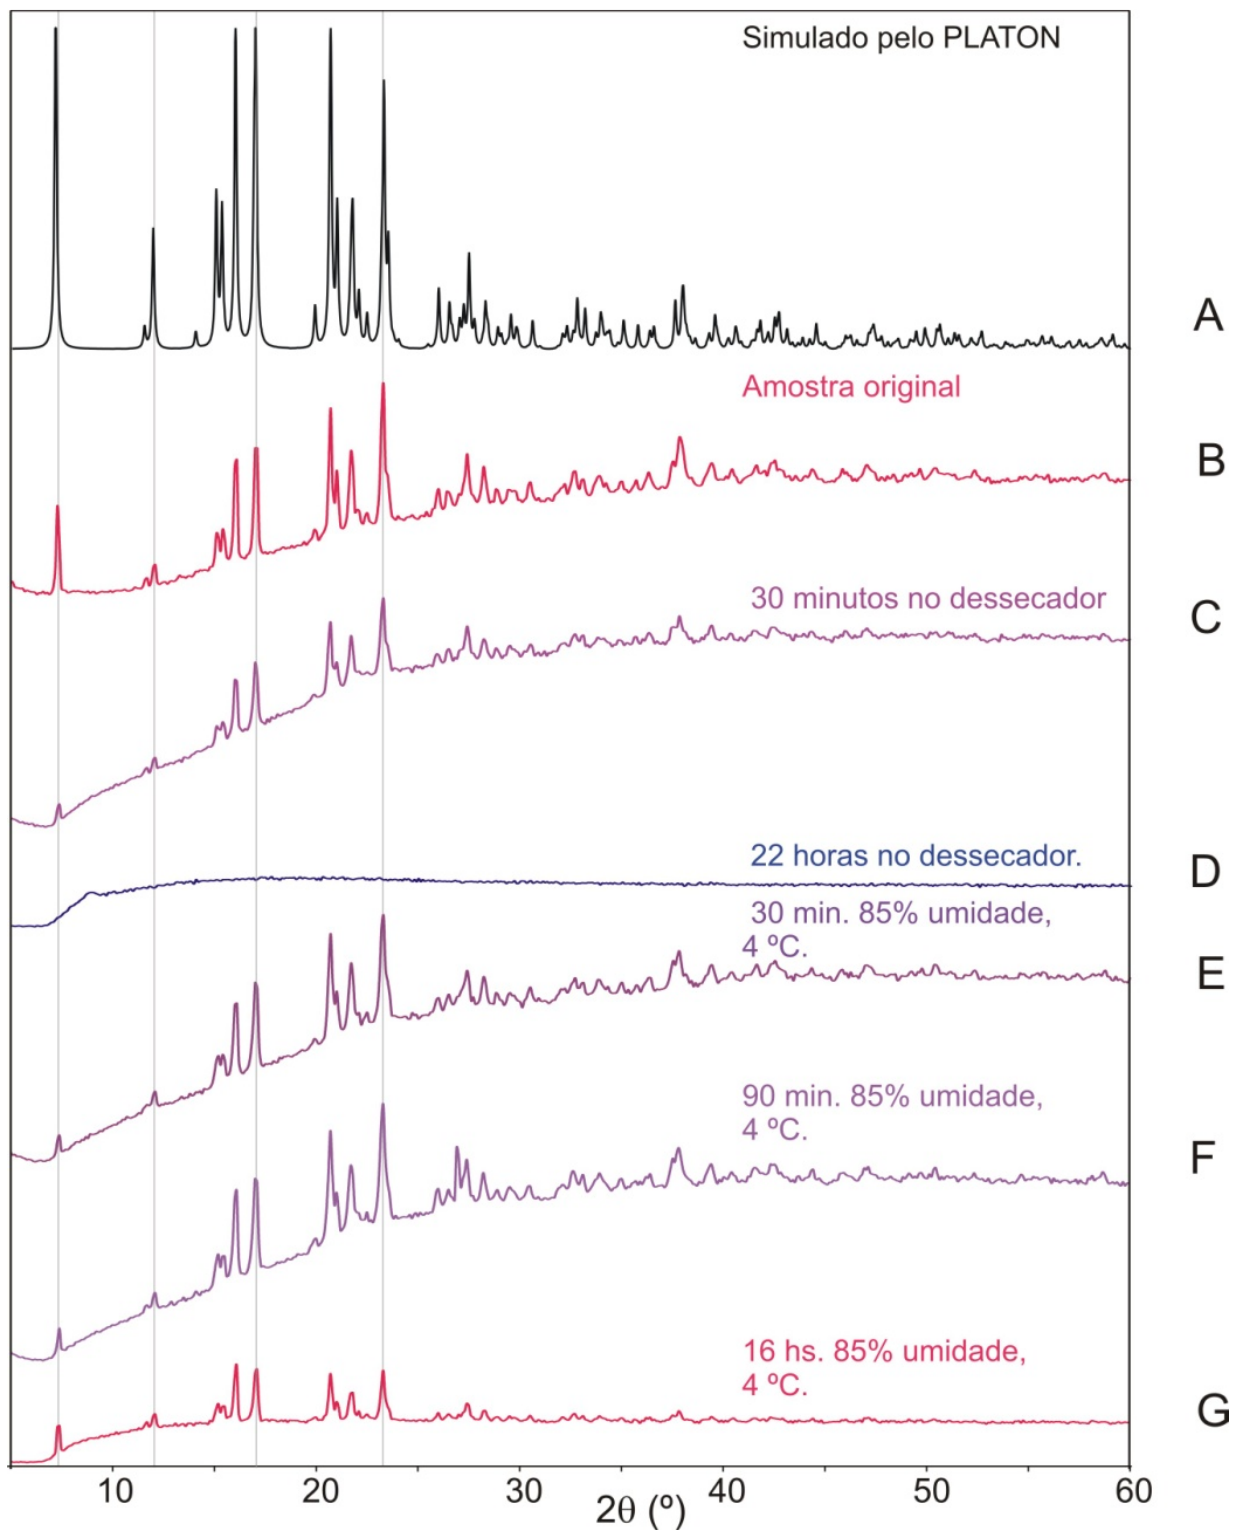 Simulado pelo PLATON
A
Amostra original
B
30 minutos no dessecador
C
22 horas no dessecador.
D
30 min. 85% umidade,
4 ºC.
E
90 min. 85% umidade,
4 ºC.
F
16 hs. 85% umidade,
4 ºC.
G
10 20 30 40 50 60
2θ (º)